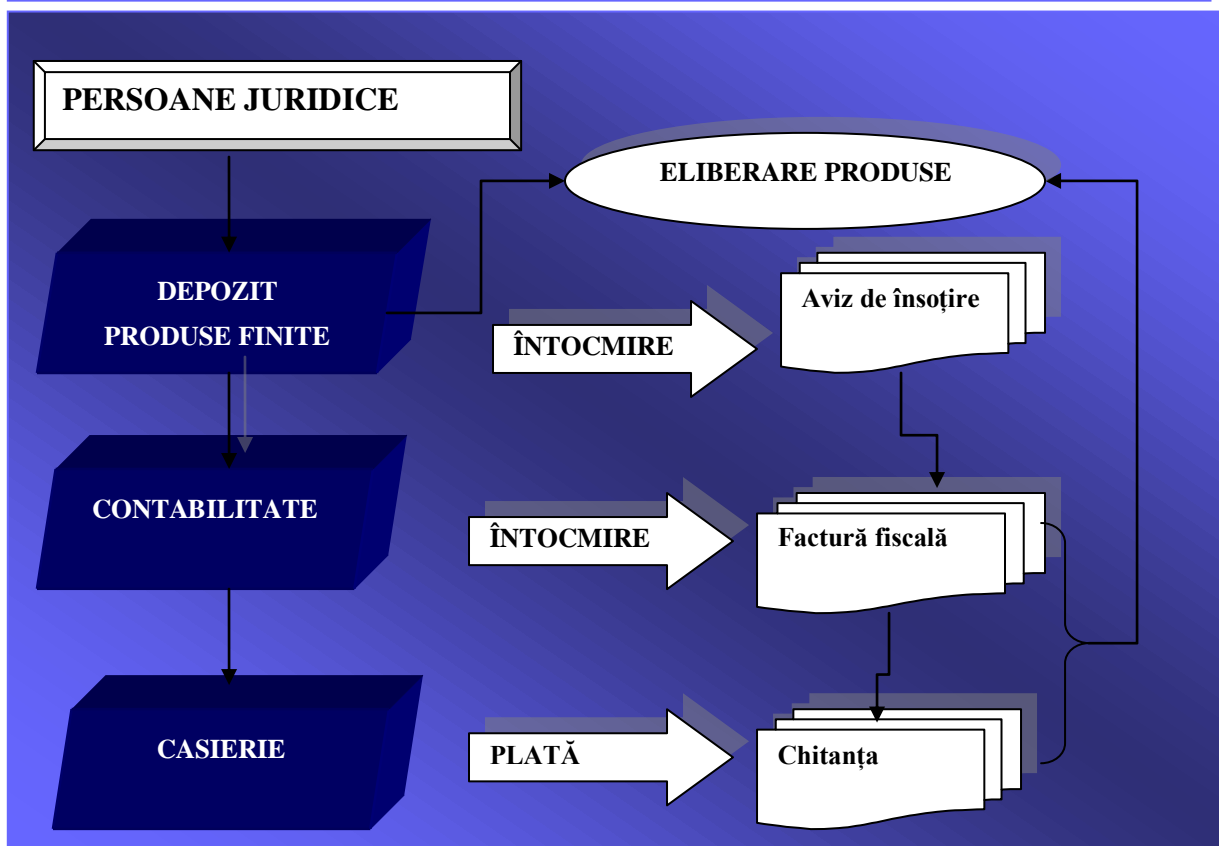 PERSOANE JURIDICE
ELIBERARE PRODUSE
DEPOZIT
PRODUSE FINITE
ÎNTOCMIRE
Aviz de însoțire
CONTABILITATE
ÎNTOCMIRE
Factură fiscală
CASIERIE
PLATĂ
Chitanța